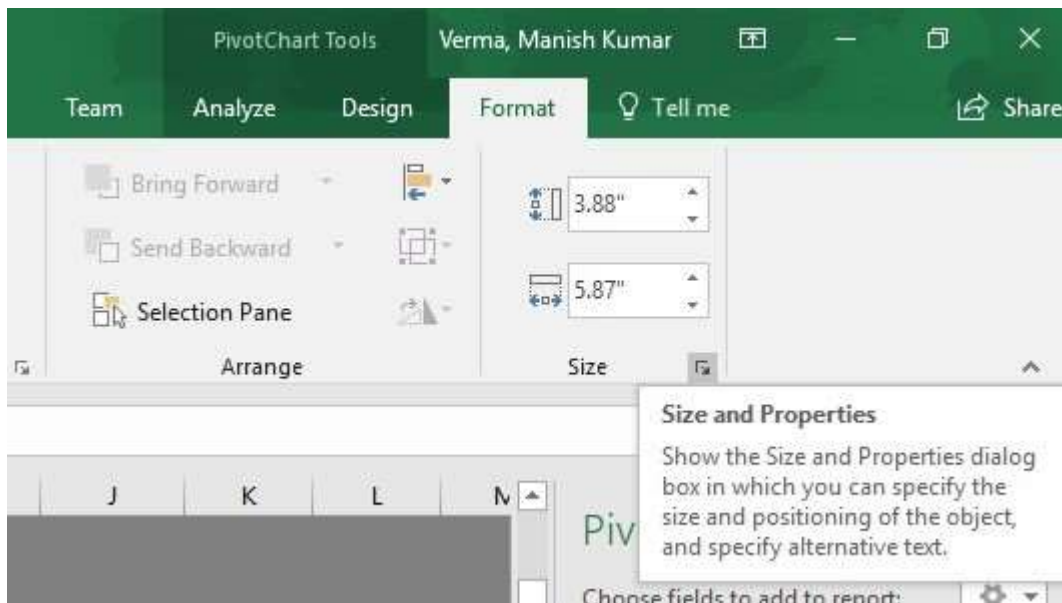 PivotChart Tools Verma, Manish Kumar
Team Analyze Design Format Tell me Share
Bring Forward
3.88"
Send Backward
5.87"
Selection Pane
Arrange Size
Size and Properties
Show the Size and Properties dialog
box in which you can specify the
size and positioning of the object,
and specify alternative text.
J K L M
Piv
Choose fields to add to report: